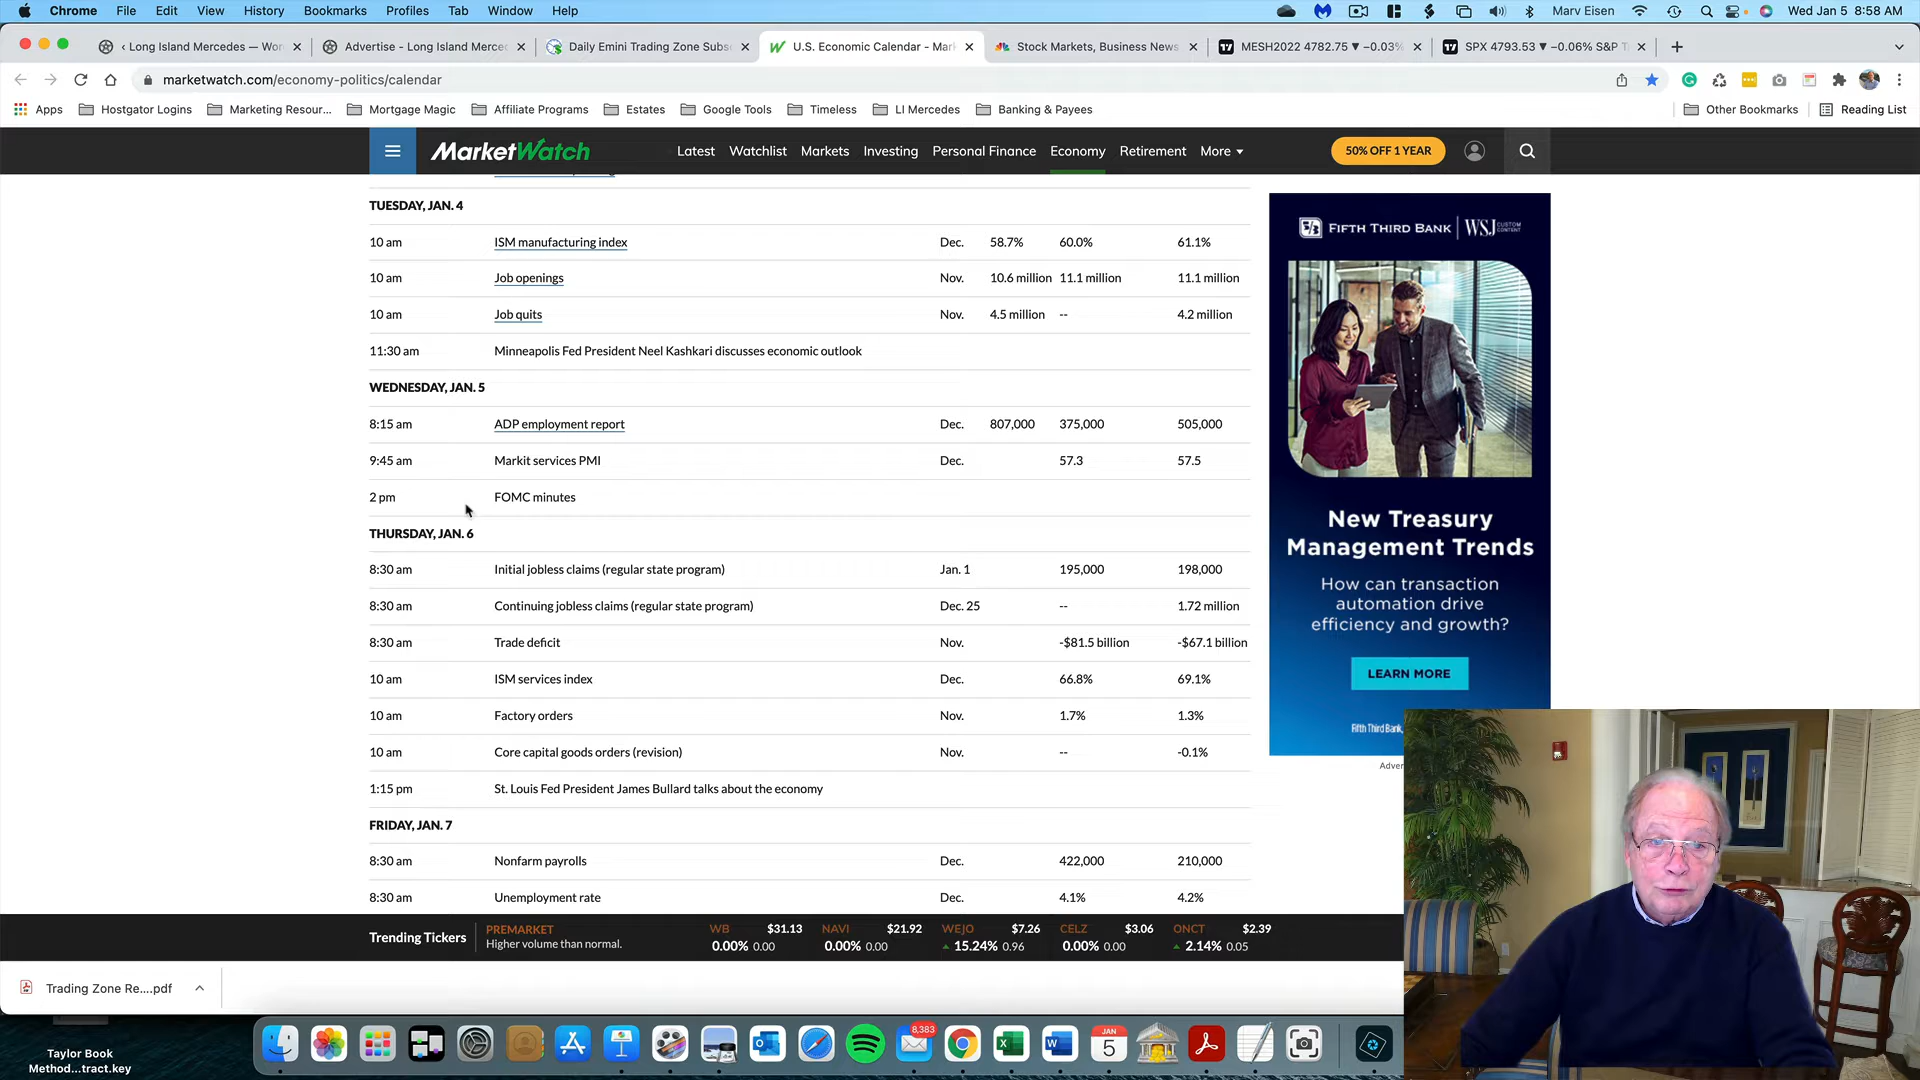 Chrome File Edit View History Bookmarks Profiles Tab Window Help Marv Eisen Wed Jan 5 8:58 AM
‹ Long Island Mercedes — Wor
Advertise - Long Island Merced
Daily Emini Trading Zone Subs
U.S. Economic Calendar - Mark
Stock Markets, Business News
MESH2022 4782.75 ▼ −0.03%
SPX 4793.53 ▼ −0.06% S&P
marketwatch.com/economy-politics/calendar
Apps Hostgator Logins Marketing Resour... Mortgage Magic Affiliate Programs Estates Google Tools Timeless LI Mercedes Banking & Payees Other Bookmarks Reading List
MarketWatch Latest Watchlist Markets Investing Personal Finance Economy Retirement More 50% OFF 1 YEAR
TUESDAY, JAN. 4
10 am ISM manufacturing index Dec. 58.7% 60.0% 61.1%
10 am Job openings Nov. 10.6 million 11.1 million 11.1 million
10 am Job quits Nov. 4.5 million -- 4.2 million
11:30 am Minneapolis Fed President Neel Kashkari discusses economic outlook
WEDNESDAY, JAN. 5
8:15 am ADP employment report Dec. 807,000 375,000 505,000
9:45 am Markit services PMI Dec. 57.3 57.5
2 pm FOMC minutes
THURSDAY, JAN. 6
8:30 am Initial jobless claims (regular state program) Jan. 1 195,000 198,000
8:30 am Continuing jobless claims (regular state program) Dec. 25 -- 1.72 million
8:30 am Trade deficit Nov. -$81.5 billion -$67.1 billion
10 am ISM services index Dec. 66.8% 69.1%
10 am Factory orders Nov. 1.7% 1.3%
10 am Core capital goods orders (revision) Nov. -- -0.1%
1:15 pm St. Louis Fed President James Bullard talks about the economy
FRIDAY, JAN. 7
8:30 am Nonfarm payrolls Dec. 422,000 210,000
8:30 am Unemployment rate Dec. 4.1% 4.2%
FIFTH THIRD BANK WSJ CUSTOM CONTENT
New Treasury
Management Trends
How can transaction
automation drive
efficiency and growth?
LEARN MORE
Fifth Third Bank,
Adver
Trending Tickers
PREMARKET
Higher volume than normal.
WB $31.13
0.00% 0.00
NAVI $21.92
0.00% 0.00
WEJO $7.26
15.24% 0.96
CELZ $3.06
0.00% 0.00
ONCT $2.39
2.14% 0.05
Trading Zone Re....pdf
8,383
JAN
5
Taylor Book
Method...tract.key